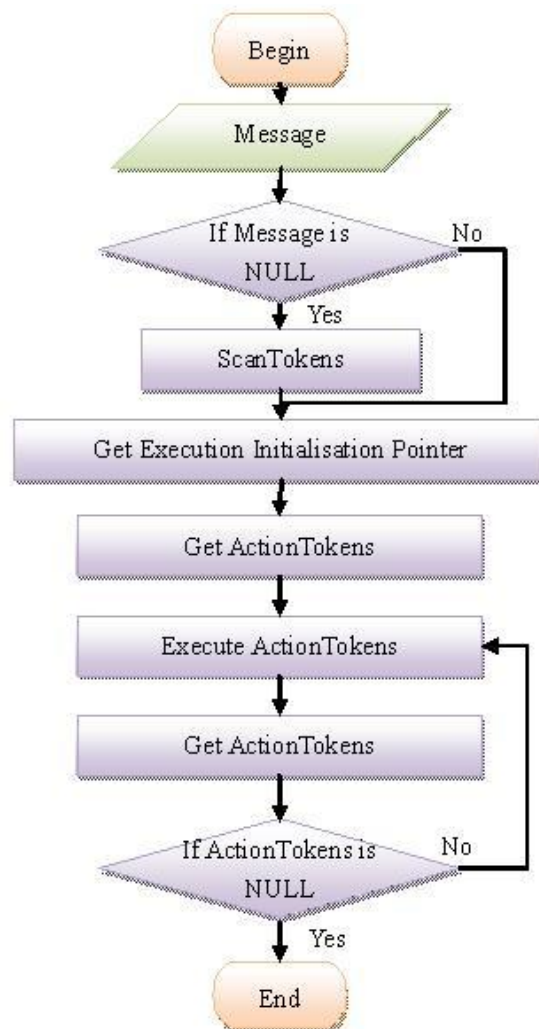 Begin
Message
If Message is
NULL
No
Yes
ScanTokens
Get Execution Initialisation Pointer
Get ActionTokens
Execute ActionTokens
Get ActionTokens
If ActionTokens is
NULL
No
Yes
End